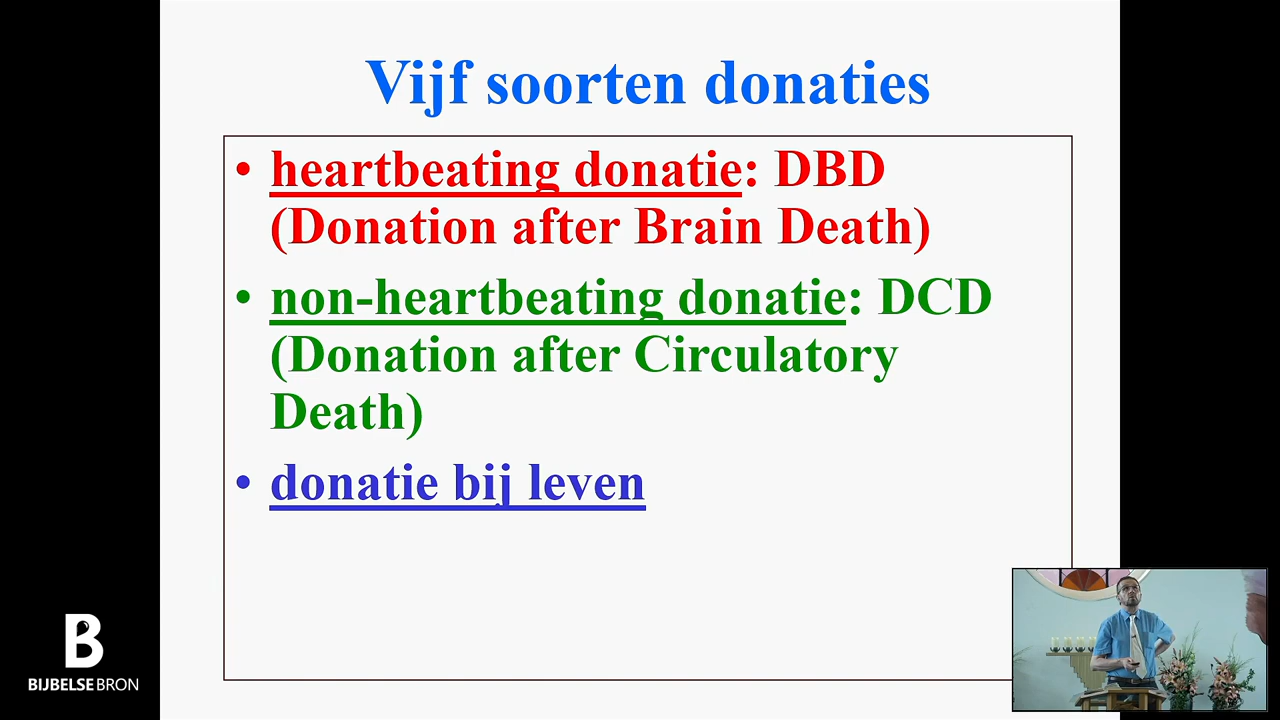 Vijf soorten donaties
• heartbeating donatie: DBD
(Donation after Brain Death)
• non-heartbeating donatie: DCD
(Donation after Circulatory
Death)
• donatie bij leven
B
BIJBELSE BRON